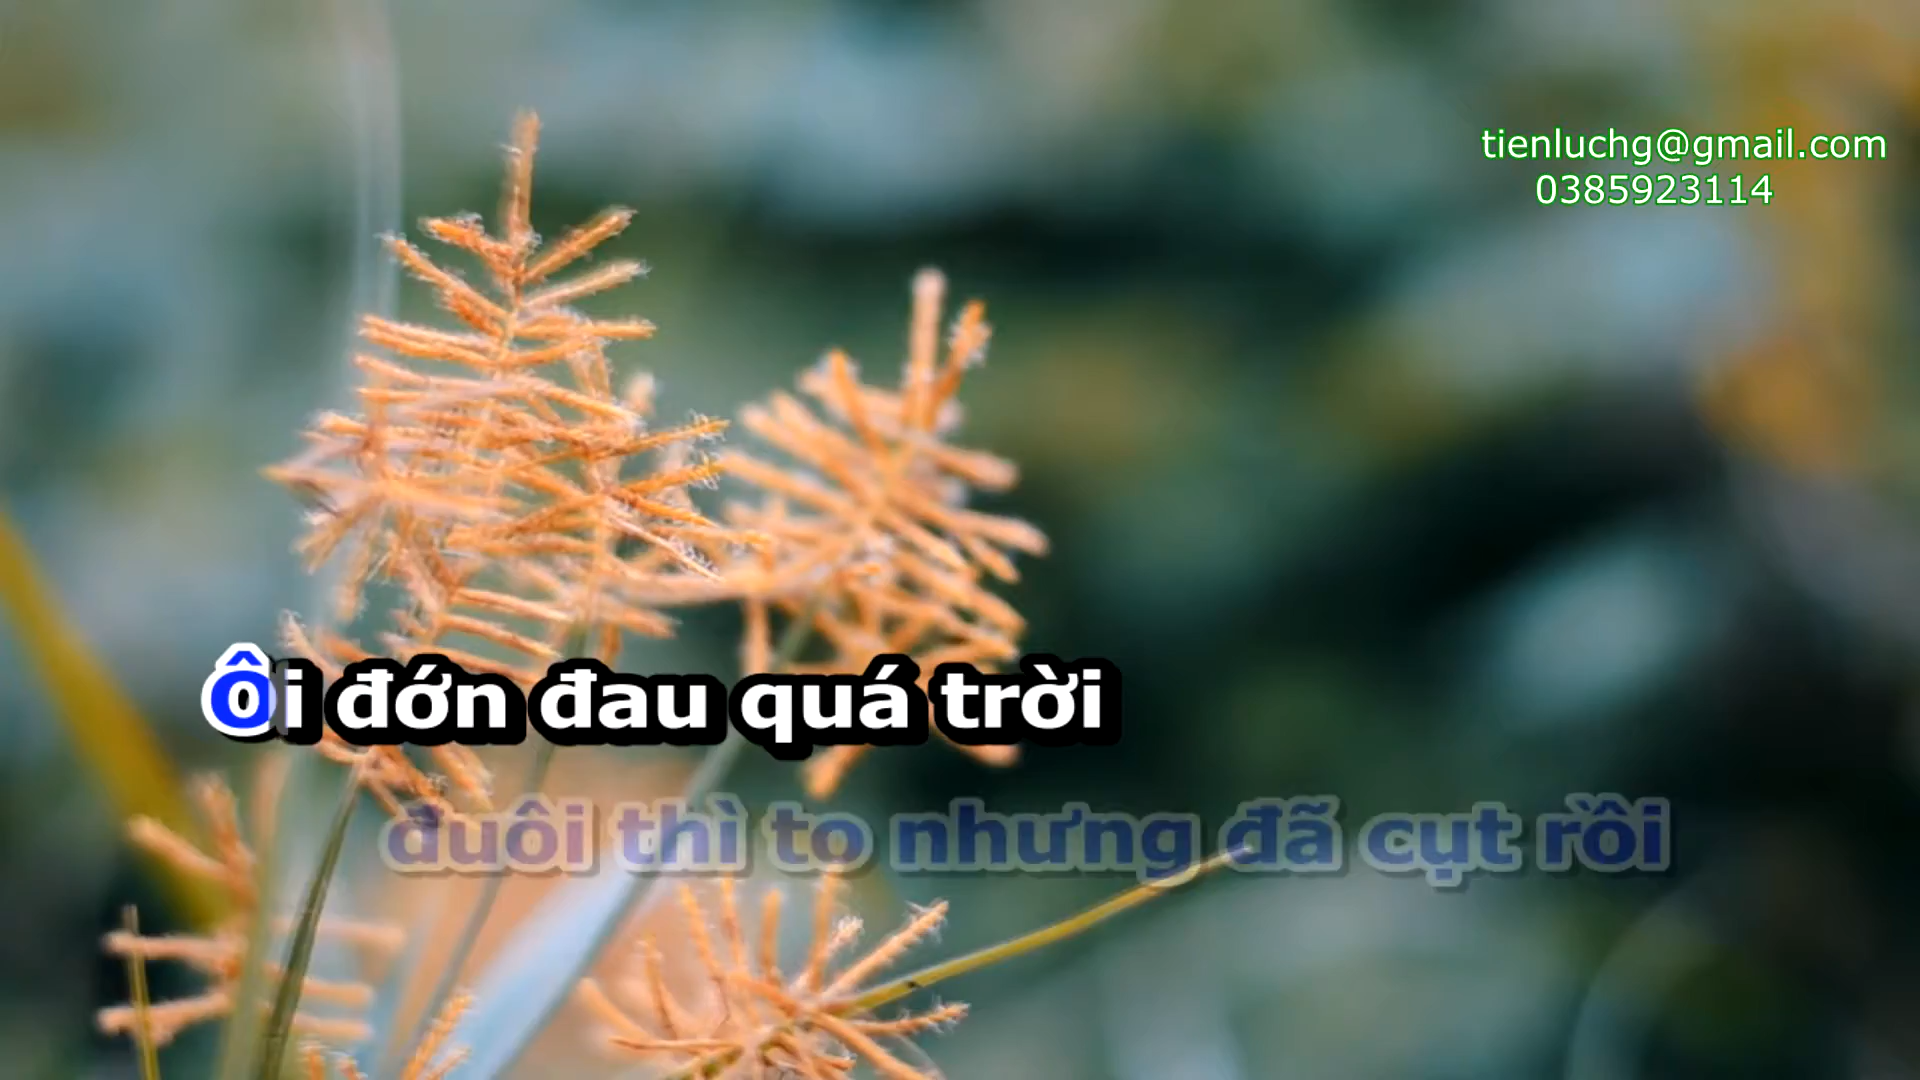 tienluchg@gmail.com
0385923114
Ôi đớn đau quá trời
đuôi thì to nhưng đã cụt rồi